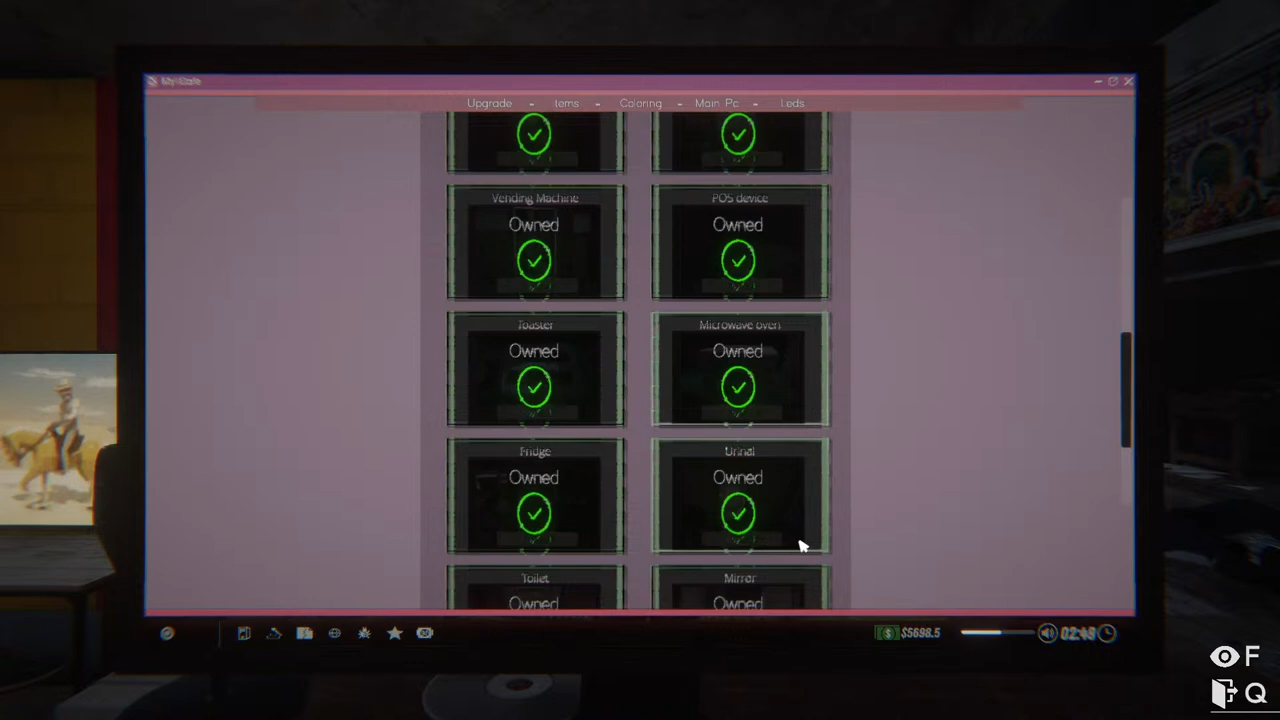 Upgrade - Items - Coloring - Main Pc - Leds
Vending Machine POS device
Owned Owned
Toaster Microwave oven
Owned Owned
Fridge Urinal
Owned Owned
Toilet Mirror
Owned Owned
$5698.5
F
Q